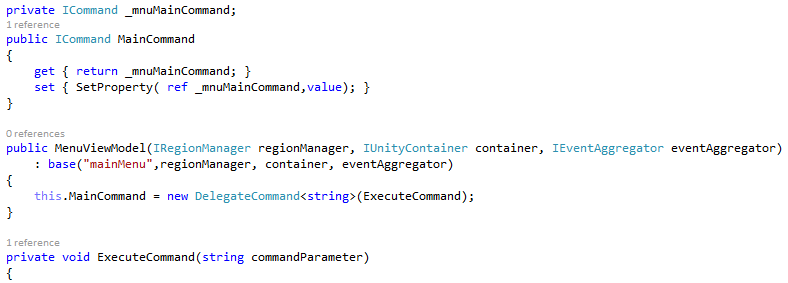 private ICommand _mnuMainCommand;
1 reference
public ICommand MainCommand
{
    get { return _mnuMainCommand; }
    set { SetProperty( ref _mnuMainCommand,value); }
}
0 references
public MenuViewModel(IRegionManager regionManager, IUnityContainer container, IEventAggregator eventAggregator)
    : base("mainMenu",regionManager, container, eventAggregator)
{
    this.MainCommand = new DelegateCommand<string>(ExecuteCommand);
}
1 reference
private void ExecuteCommand(string commandParameter)
{